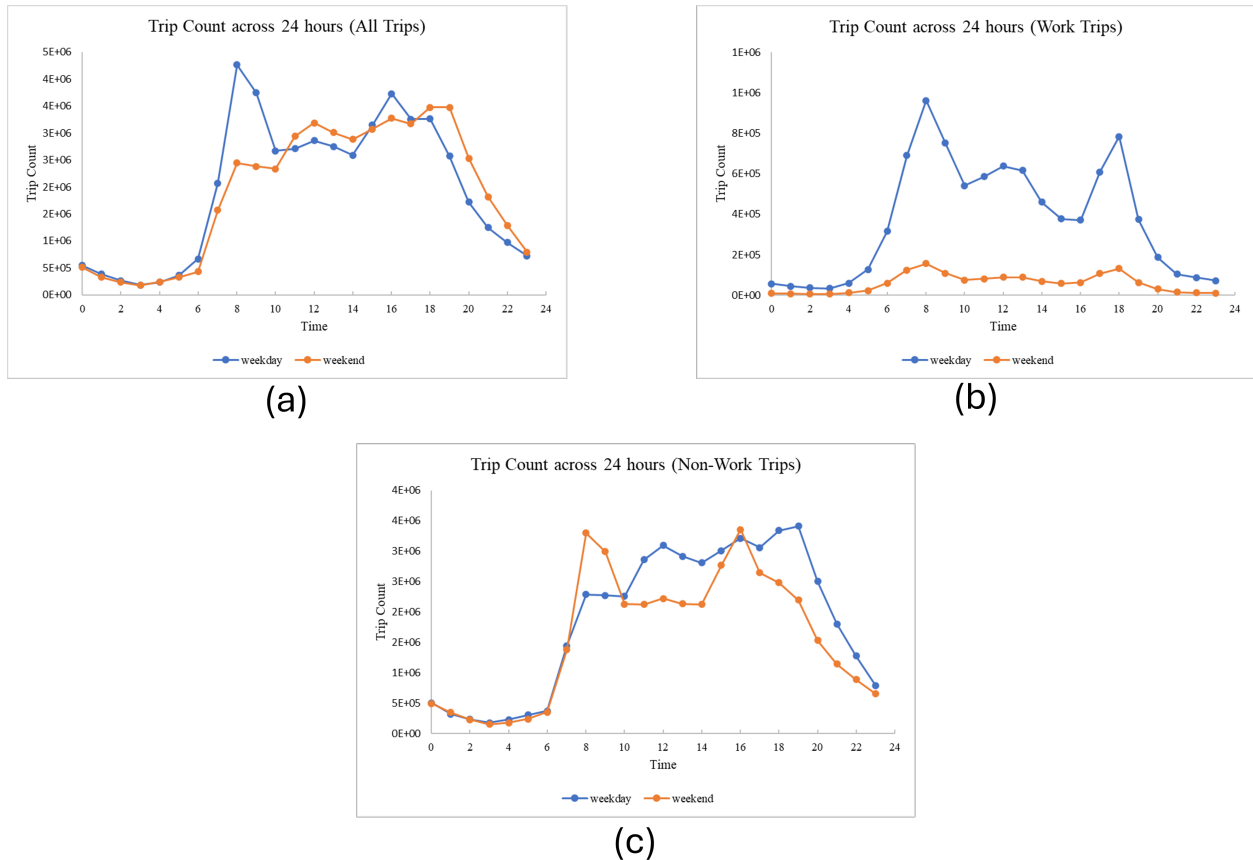 Trip Count across 24 hours (All Trips)
5E+06
4E+06
4E+06
3E+06
3E+06
2E+06
2E+06
1E+06
5E+05
0E+00
Trip Count
0 2 4 6 8 10 12 14 16 18 20 22 24
Time
weekday weekend
(a)
Trip Count across 24 hours (Work Trips)
1E+06
1E+06
8E+05
6E+05
4E+05
2E+05
0E+00
Trip Count
0 2 4 6 8 10 12 14 16 18 20 22 24
Time
weekday weekend
(b)
Trip Count across 24 hours (Non-Work Trips)
4E+06
4E+06
3E+06
3E+06
2E+06
2E+06
1E+06
5E+05
0E+00
Trip Count
0 2 4 6 8 10 12 14 16 18 20 22 24
Time
weekday weekend
(c)